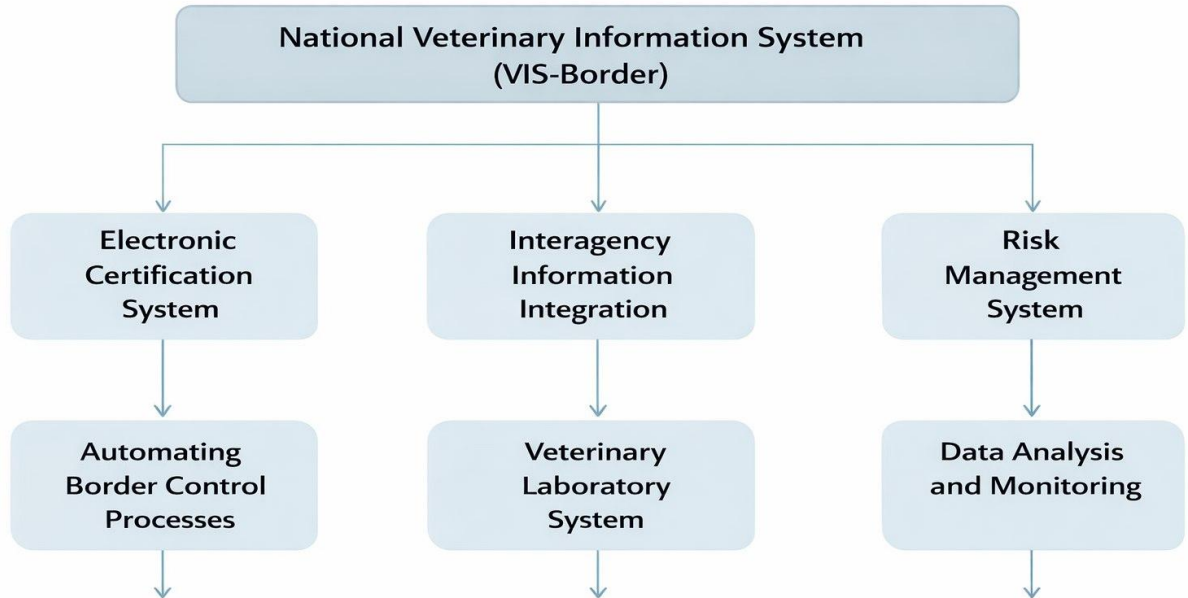 National Veterinary Information System
(VIS-Border)
Electronic
Certification
System
Interagency
Information
Integration
Risk
Management
System
Automating
Border Control
Processes
Veterinary
Laboratory
System
Data Analysis
and Monitoring